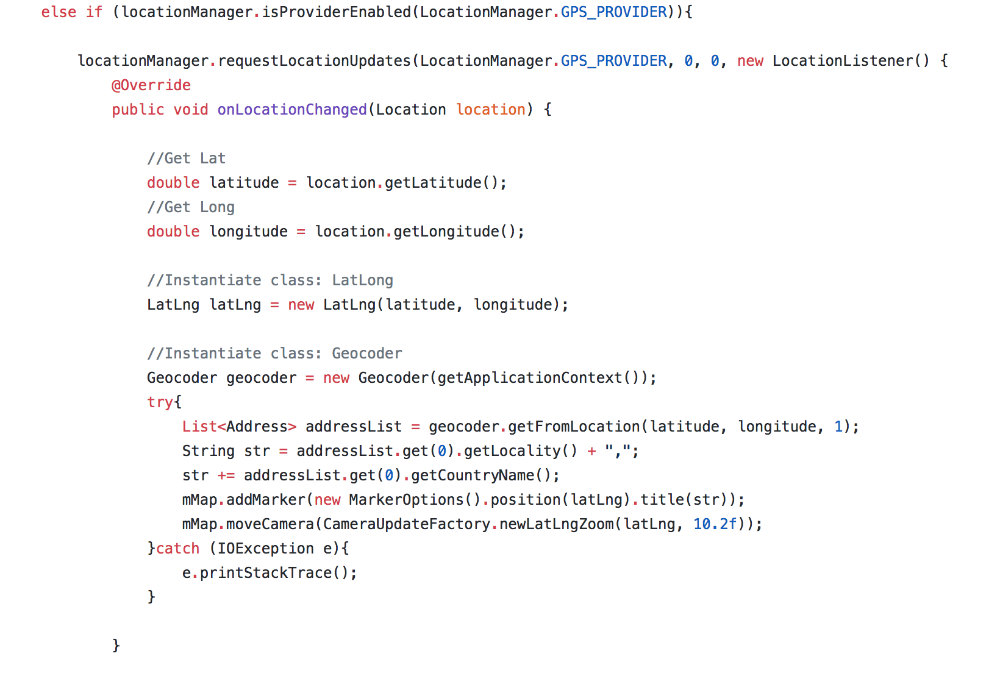 else if (locationManager.isProviderEnabled(LocationManager.GPS_PROVIDER)){
locationManager.requestLocationUpdates(LocationManager.GPS_PROVIDER, 0, 0, new LocationListener() {
@Override
public void onLocationChanged(Location location) {
//Get Lat
double latitude = location.getLatitude();
//Get Long
double longitude = location.getLongitude();
//Instantiate class: LatLong
LatLng latLng = new LatLng(latitude, longitude);
//Instantiate class: Geocoder
Geocoder geocoder = new Geocoder(getApplicationContext());
try{
List<Address> addressList = geocoder.getFromLocation(latitude, longitude, 1);
String str = addressList.get(0).getLocality() + ",";
str += addressList.get(0).getCountryName();
mMap.addMarker(new MarkerOptions().position(latLng).title(str));
mMap.moveCamera(CameraUpdateFactory.newLatLngZoom(latLng, 10.2f));
}catch (IOException e){
e.printStackTrace();
}
}